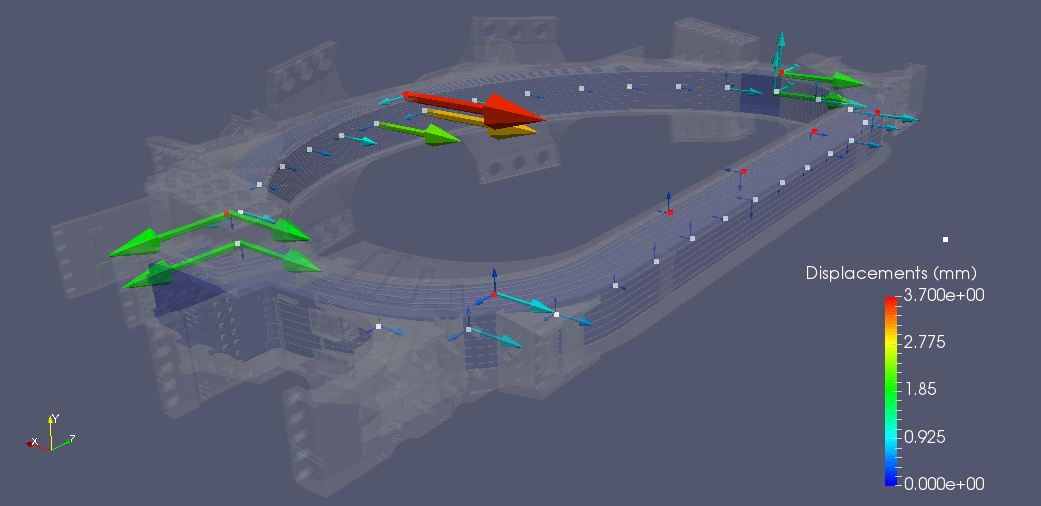 Displacements (mm)
3.700e+00
2.775
1.85
0.925
0.000e+00
Y
X
Z